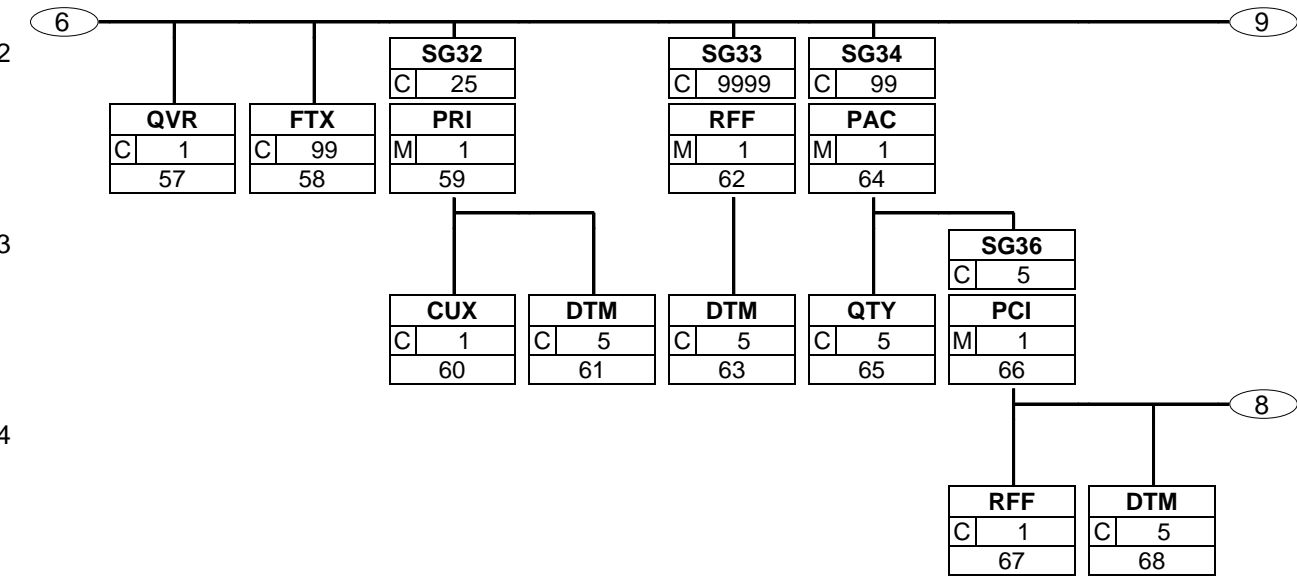 6 9
2
SG32 SG33 SG34
C 25 C 9999 C 99
QVR FTX PRI RFF PAC
C 1 C 99 M 1 M 1 M 1
57 58 59 62 64
3
SG36
C 5
CUX DTM DTM QTY PCI
C 1 C 5 C 5 C 5 M 1
60 61 63 65 66
8
4
RFF DTM
C 1 C 5
67 68